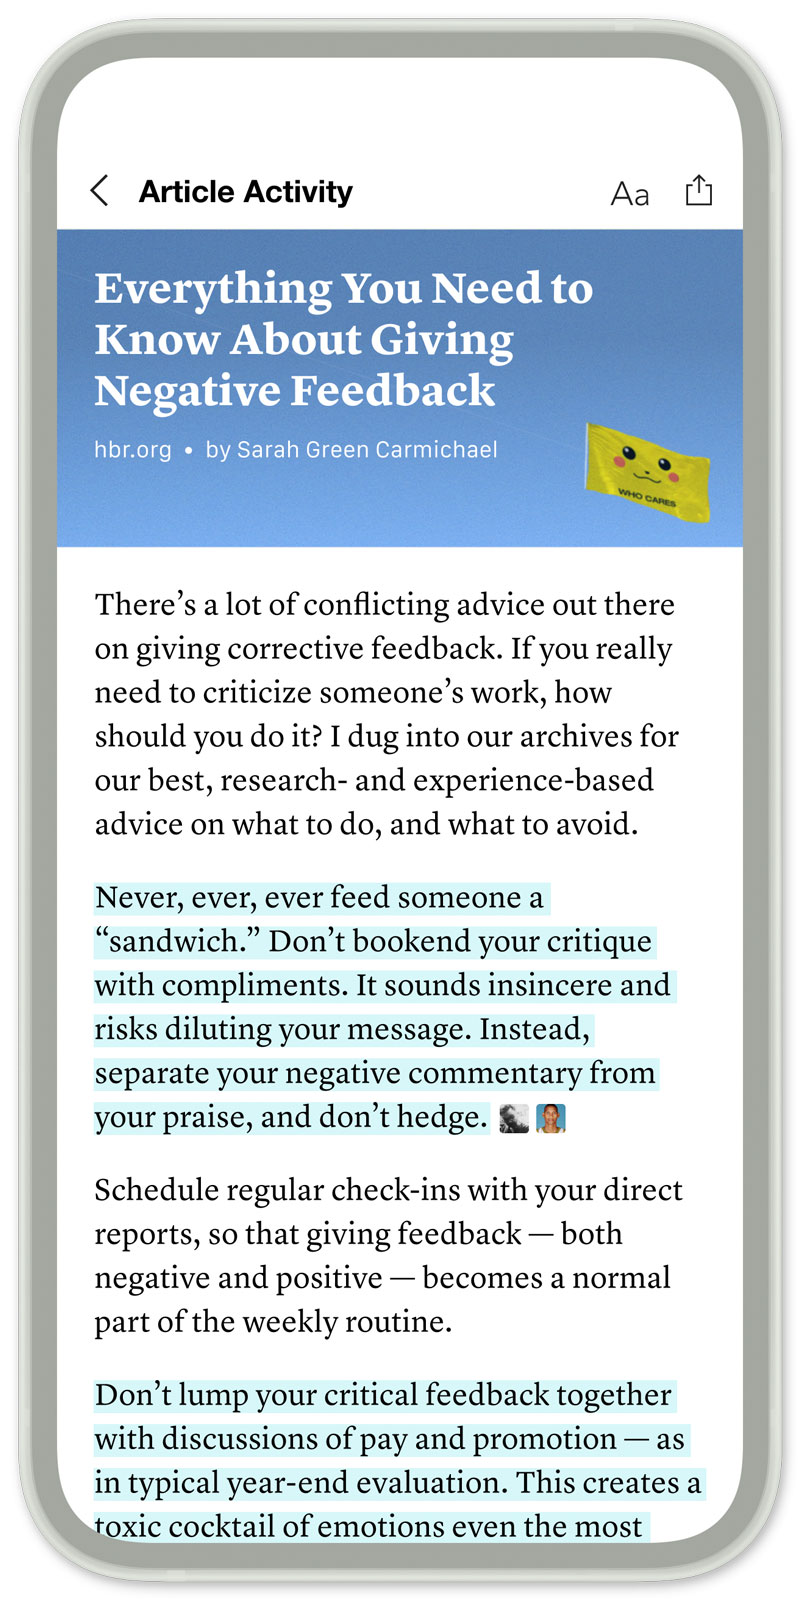 Article Activity
Aa
Everything You Need to
Know About Giving
Negative Feedback
hbr.org • by Sarah Green Carmichael
WHO CARES
There’s a lot of conflicting advice out there
on giving corrective feedback. If you really
need to criticize someone’s work, how
should you do it? I dug into our archives for
our best, research- and experience-based
advice on what to do, and what to avoid.
Never, ever, ever feed someone a
“sandwich.” Don’t bookend your critique
with compliments. It sounds insincere and
risks diluting your message. Instead,
separate your negative commentary from
your praise, and don’t hedge.
Schedule regular check-ins with your direct
reports, so that giving feedback — both
negative and positive — becomes a normal
part of the weekly routine.
Don’t lump your critical feedback together
with discussions of pay and promotion — as
in typical year-end evaluation. This creates a
toxic cocktail of emotions even the most